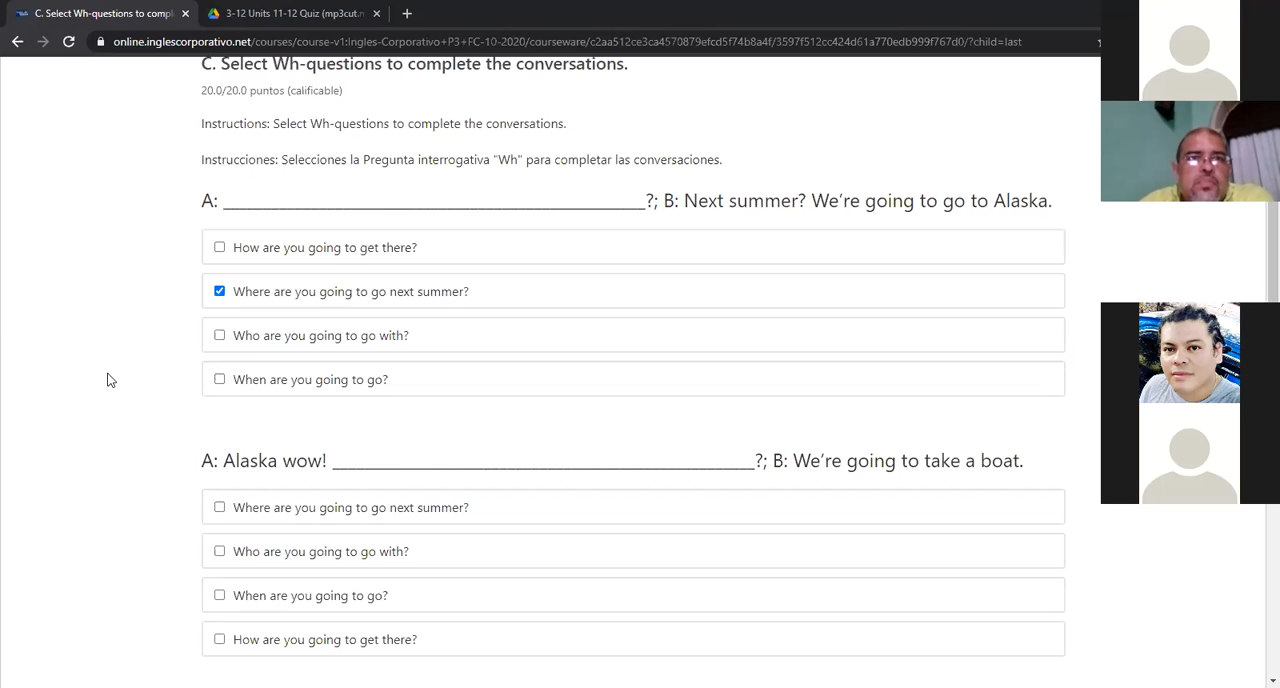 C. Select Wh-questions to compl
3-12 Units 11-12 Quiz (mp3cut.n
online.inglescorporativo.net/courses/course-v1:Ingles-Corporativo+P3+FC-10-2020/courseware/c2aa512ce3ca4570879efcd5f74b8a4f/3597f512cc424d61a770edb999f767d0/?child=last
C. Select Wh-questions to complete the conversations.
20.0/20.0 puntos (calificable)
Instructions: Select Wh-questions to complete the conversations.
Instrucciones: Selecciones la Pregunta interrogativa "Wh" para completar las conversaciones.
A: __________________________________________?; B: Next summer? We’re going to go to Alaska.
How are you going to get there?
Where are you going to go next summer?
Who are you going to go with?
When are you going to go?
A: Alaska wow! __________________________________________?; B: We’re going to take a boat.
Where are you going to go next summer?
Who are you going to go with?
When are you going to go?
How are you going to get there?